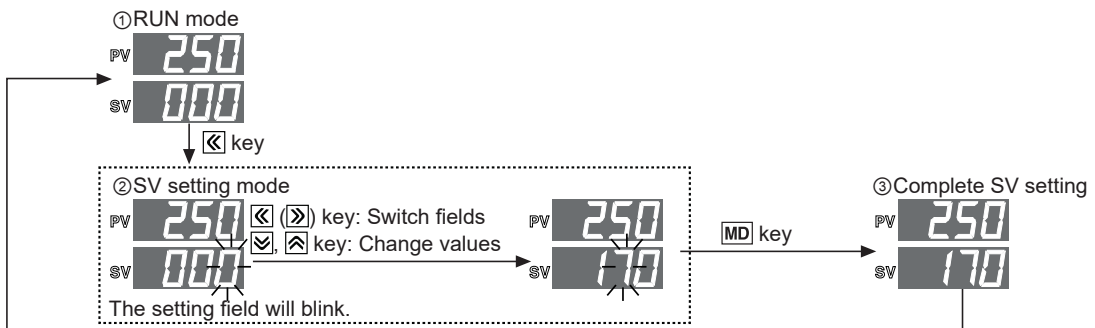 ①RUN mode
PV 250
SV 000
« key
②SV setting mode
PV 250
SV 000
« (») key: Switch fields
︾, ︽ key: Change values
PV 250
SV 170
The setting field will blink.
MD key
③Complete SV setting
PV 250
SV 170